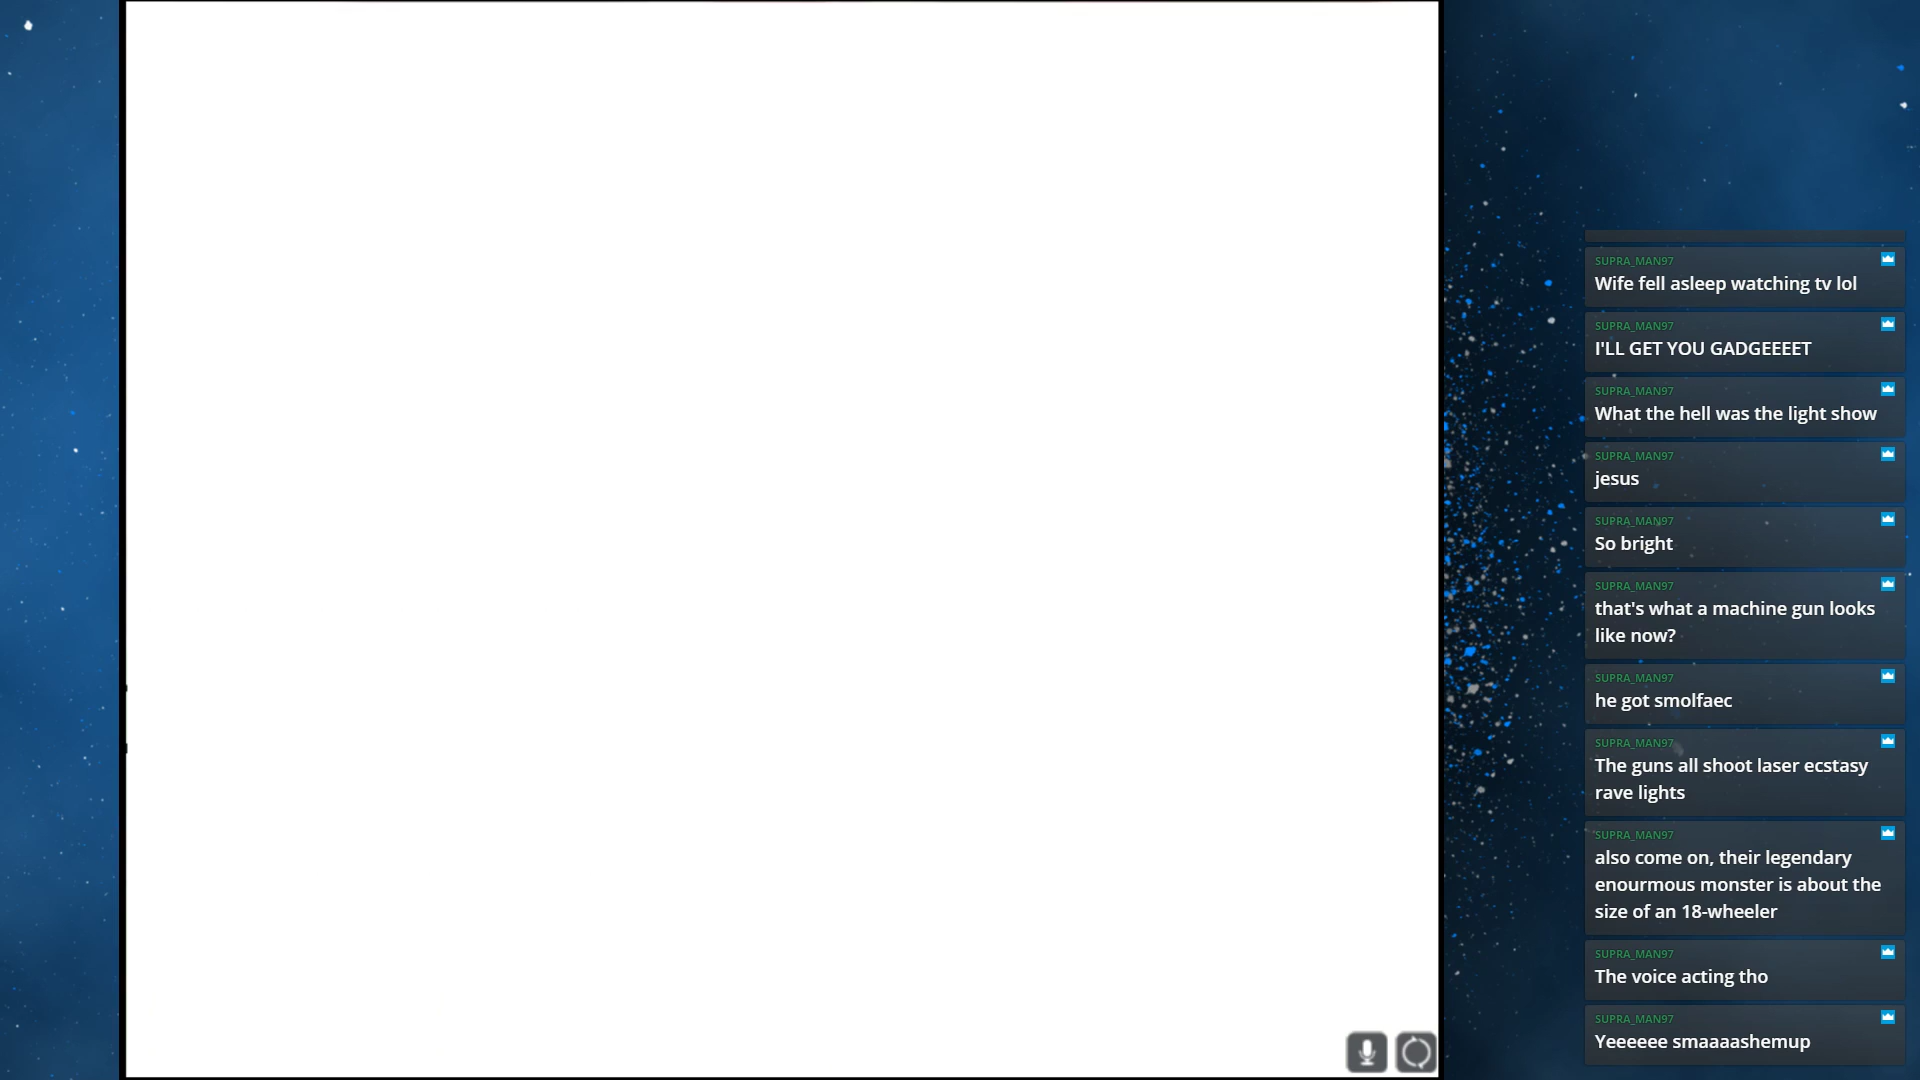 SUPRA_MAN97
Wife fell asleep watching tv lol
SUPRA_MAN97
I'LL GET YOU GADGEEEET
SUPRA_MAN97
What the hell was the light show
SUPRA_MAN97
jesus
SUPRA_MAN97
So bright
SUPRA_MAN97
that's what a machine gun looks
like now?
SUPRA_MAN97
he got smolfaec
SUPRA_MAN97
The guns all shoot laser ecstasy
rave lights
SUPRA_MAN97
also come on, their legendary
enourmous monster is about the
size of an 18-wheeler
SUPRA_MAN97
The voice acting tho
SUPRA_MAN97
Yeeeeee smaaaashemup